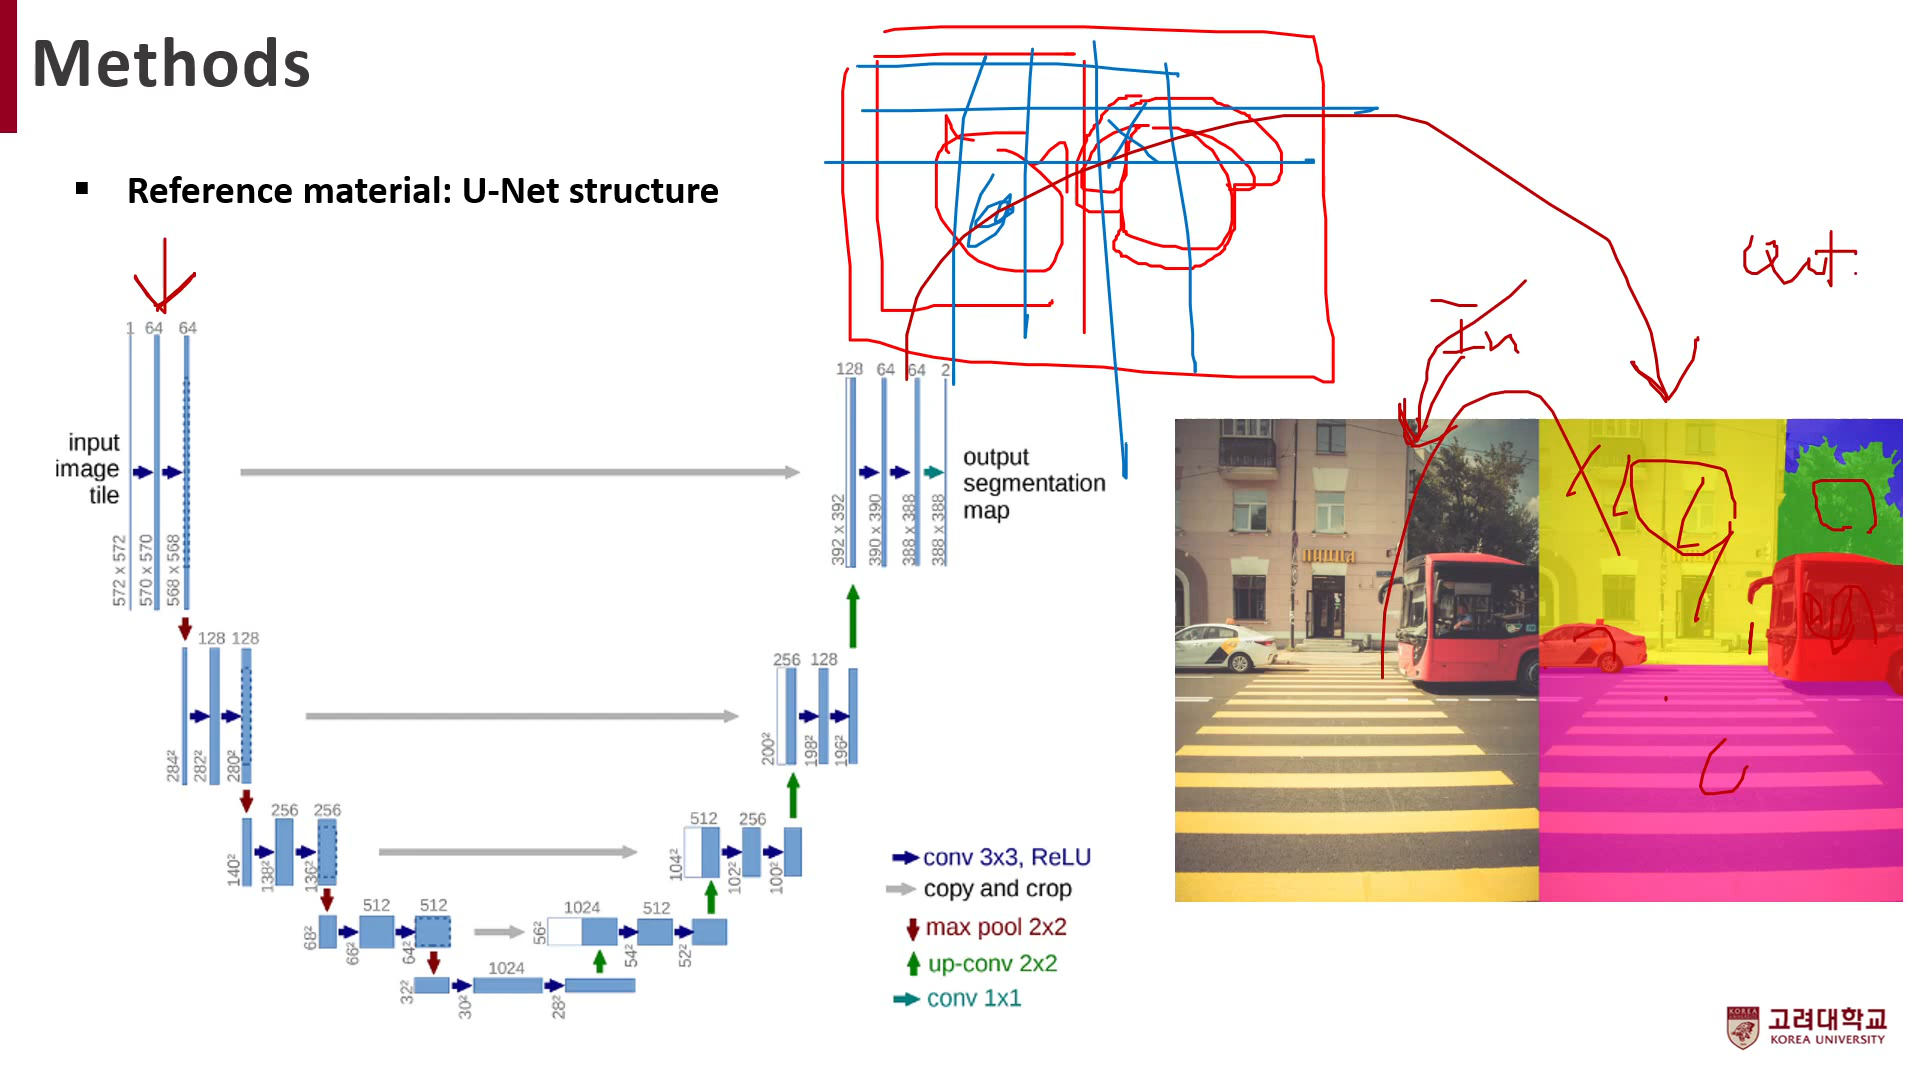 Methods
▪ Reference material: U-Net structure
1 64 64
input
image
tile
572 x 572
570 x 570
568 x 568
128 128
284²
282²
280²
256 256
140²
138²
136²
512 512
68²
66²
64²
1024
32²
30²
28²
1024 512
56²
54²
52²
512 256
104²
102²
100²
256 128
200²
198²
196²
128 64 64 2
392 x 392
390 x 390
388 x 388
388 x 388
output
segmentation
map
conv 3x3, ReLU
copy and crop
max pool 2x2
up-conv 2x2
conv 1x1
In
Out.
KOREA
고려대학교
KOREA UNIVERSITY